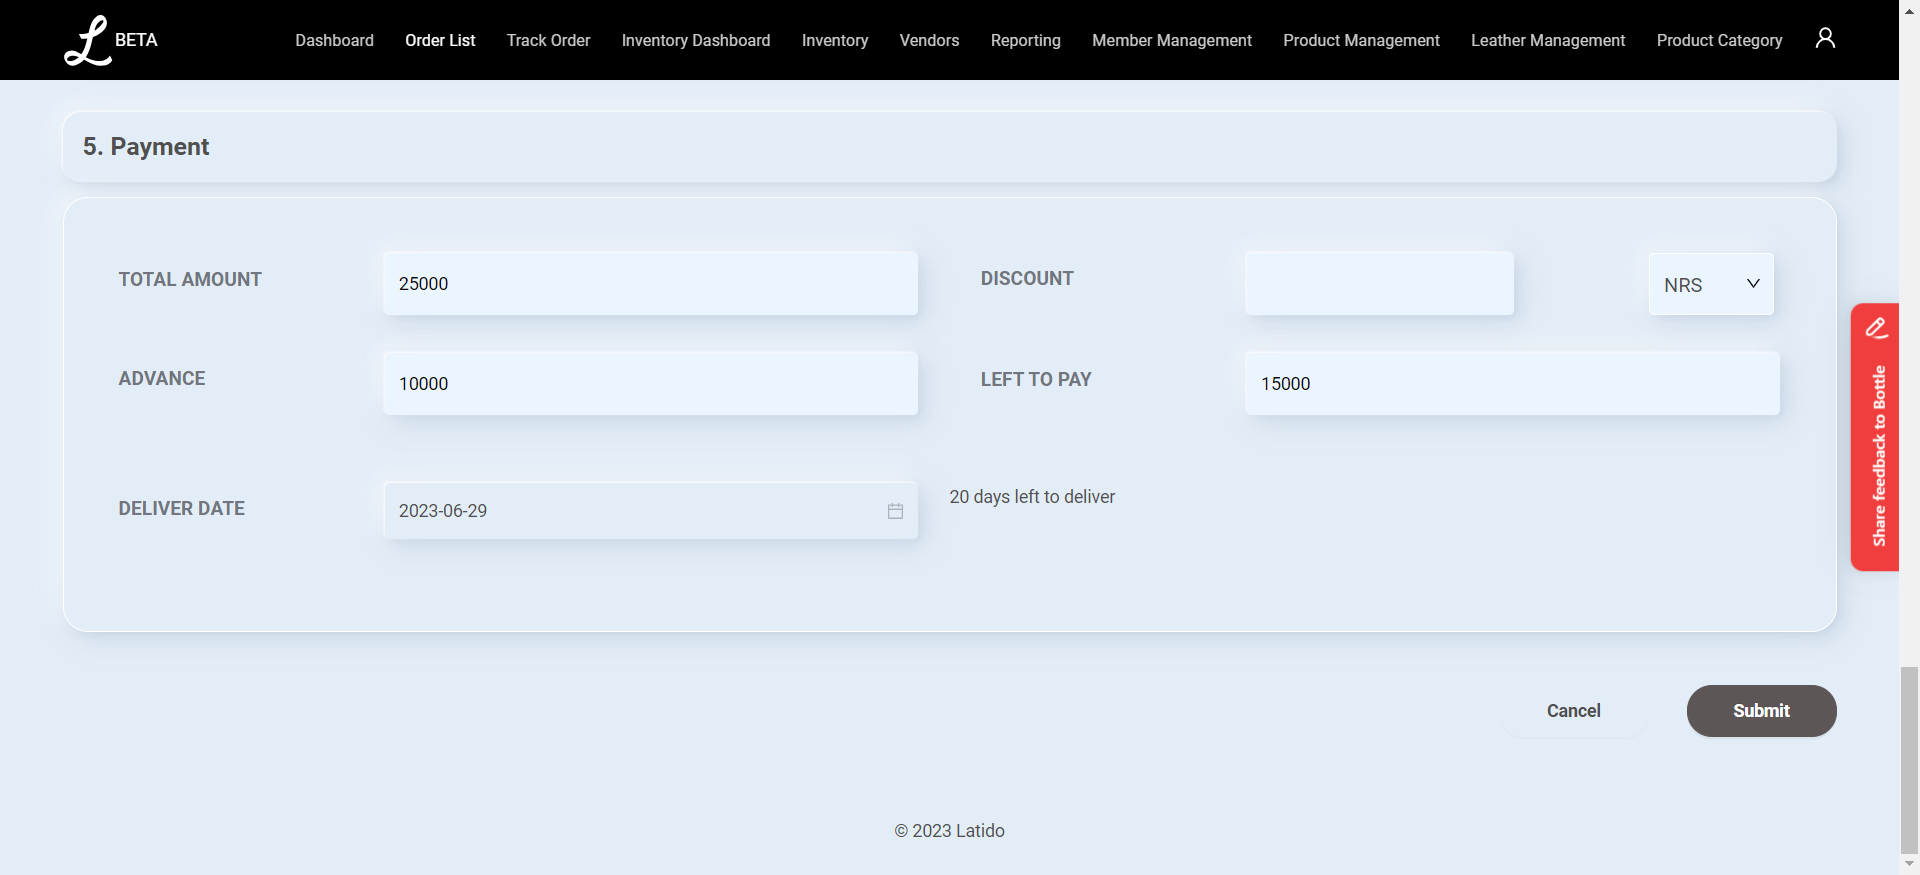 L BETA Dashboard Order List Track Order Inventory Dashboard Inventory Vendors Reporting Member Management Product Management Leather Management Product Category
5. Payment
TOTAL AMOUNT 25000 DISCOUNT NRS
ADVANCE 10000 LEFT TO PAY 15000
DELIVER DATE 2023-06-29 20 days left to deliver
Share feedback to Bottle
Cancel Submit
© 2023 Latido